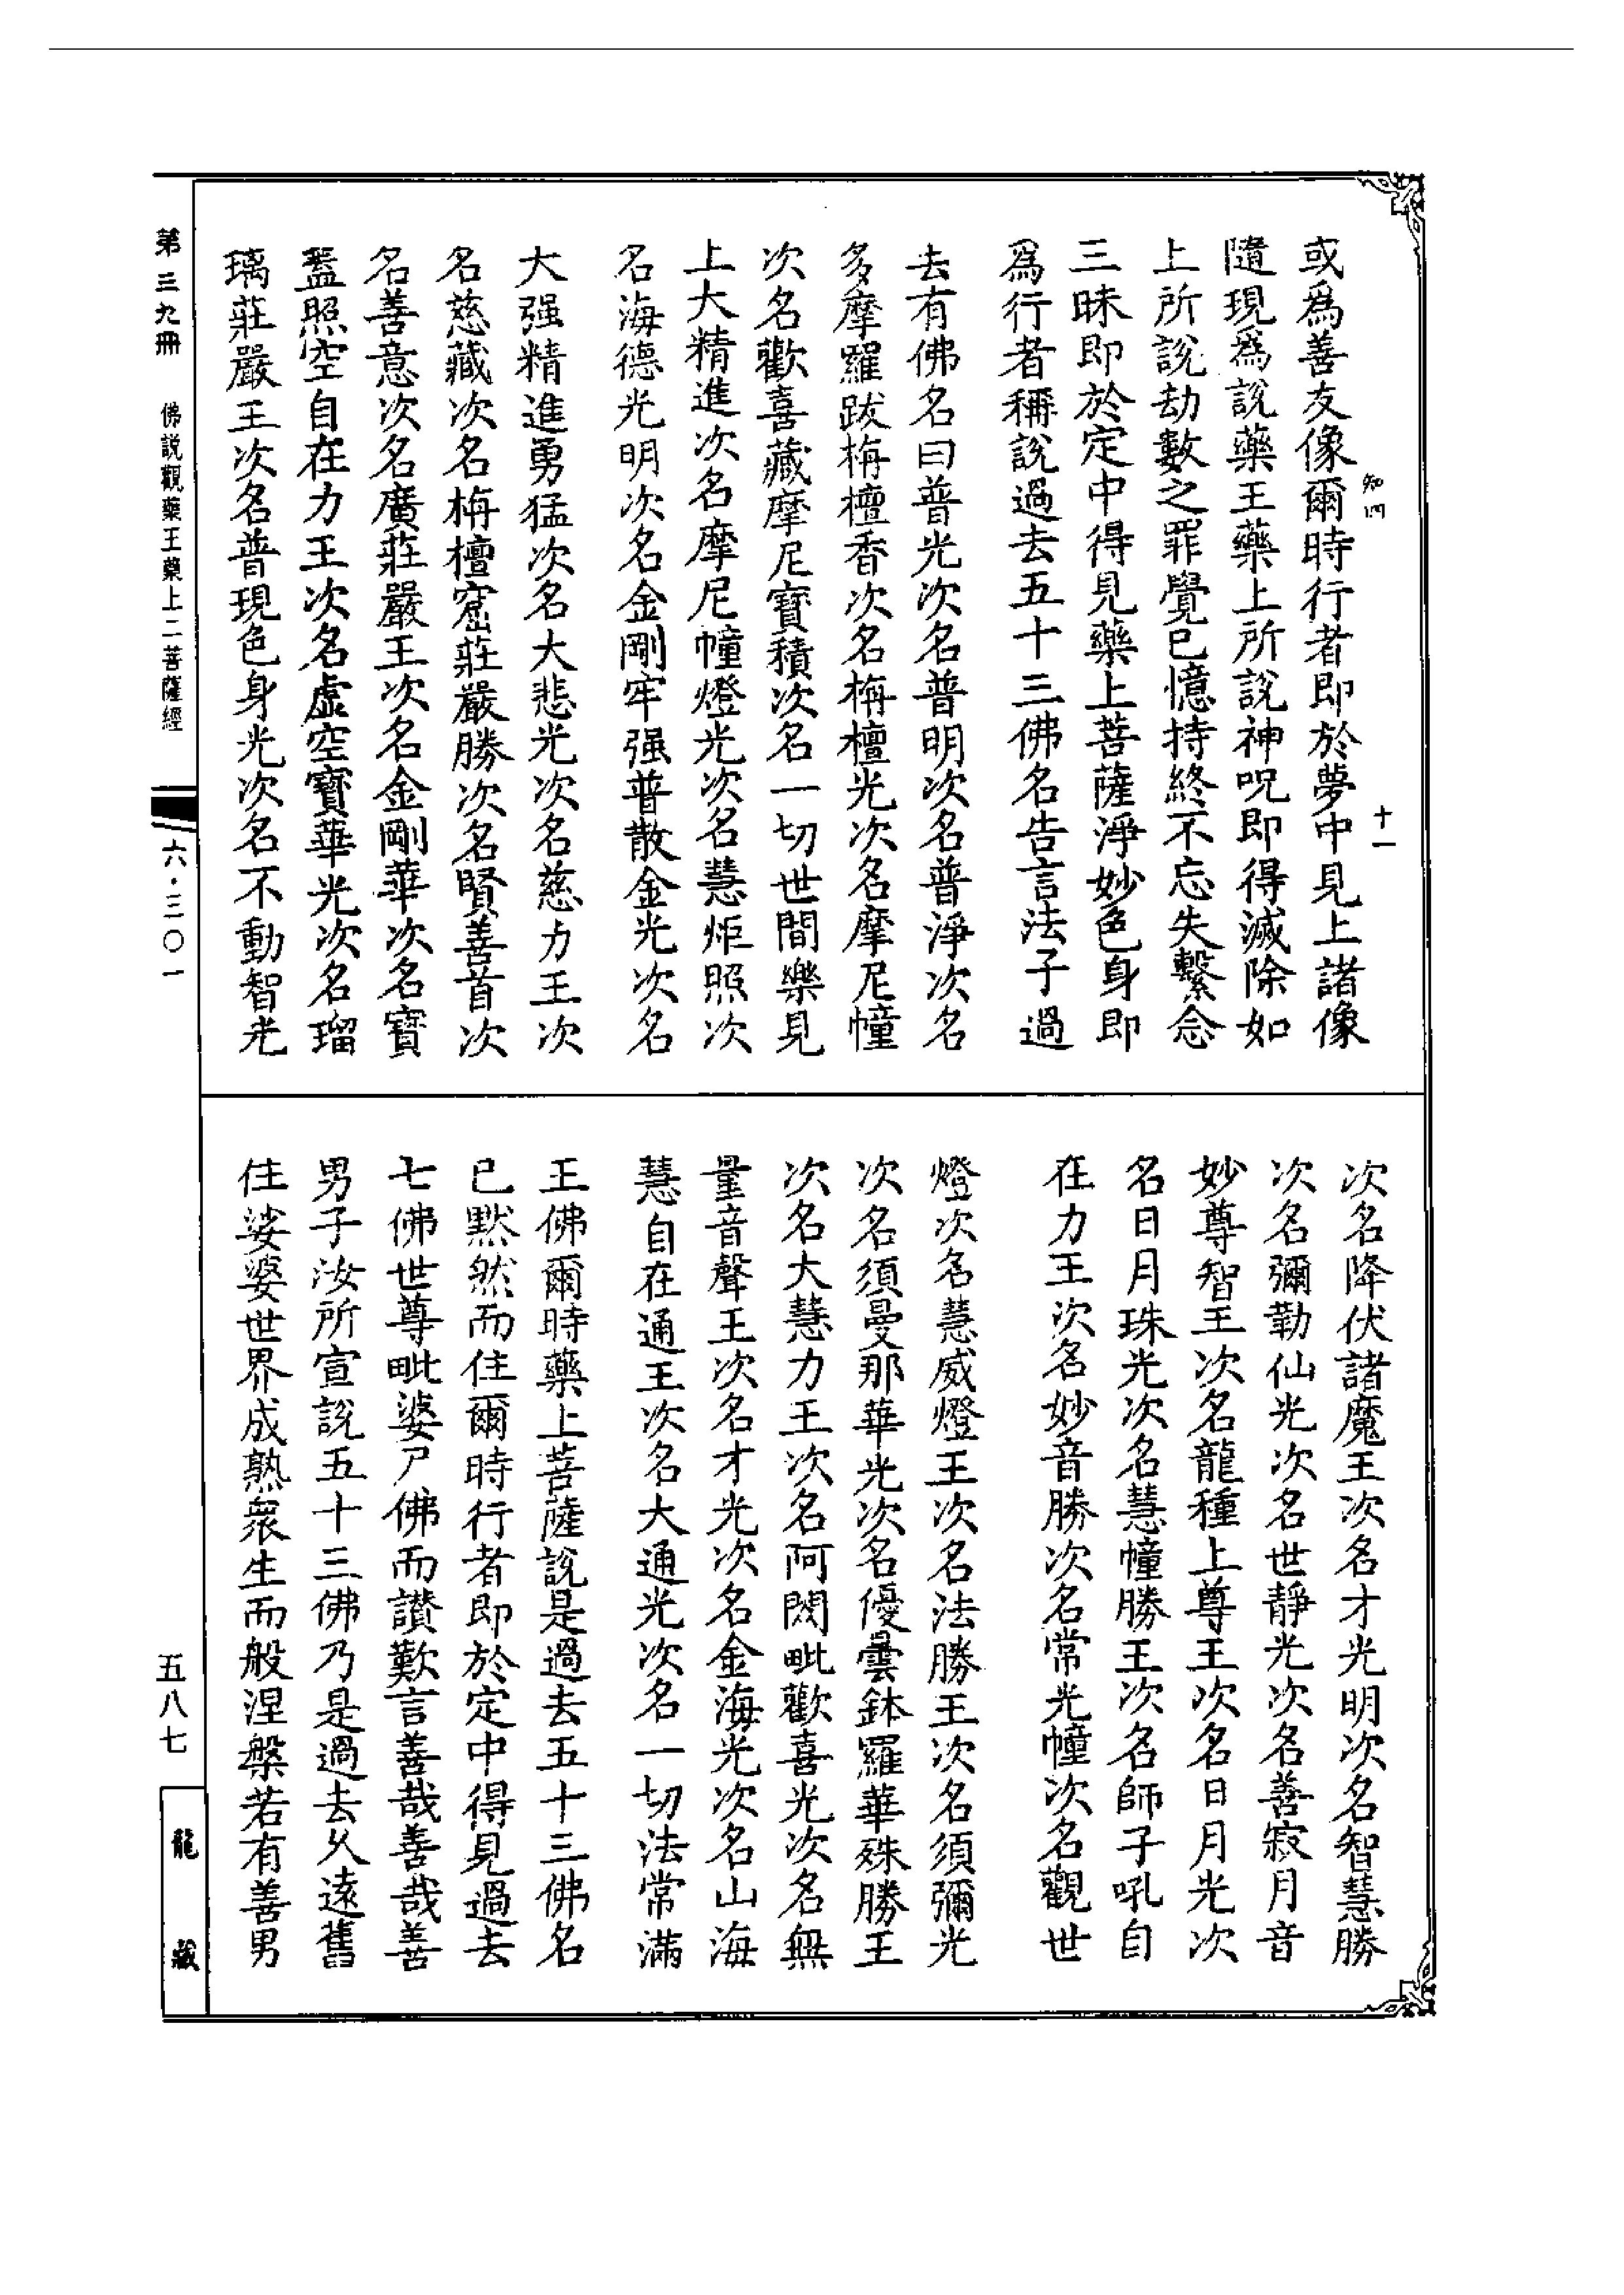 知四
十一
或爲善友像爾時行者即於夢中見上諸像
隨現爲說藥王藥上所說神呪即得滅除如
上所說劫數之罪覺已憶持終不忘失繫念
三昧即於定中得見藥上菩薩淨妙色身即
爲行者稱說過去五十三佛名告言法子過
去有佛名曰普光次名普明次名普淨次名
多摩羅跋栴檀香次名栴檀光次名摩尼幢
次名歡喜藏摩尼寶積次名一切世間樂見
上大精進次名摩尼幢燈光次名慧炬照次
名海德光明次名金剛牢强普散金光次名
大强精進勇猛次名大悲光次名慈力王次
名慈藏次名栴檀窟莊嚴勝次名賢善首次
名善意次名廣莊嚴王次名金剛華次名寶
蓋照空自在力王次名虛空寶華光次名瑠
璃莊嚴王次名普現色身光次名不動智光
次名降伏諸魔王次名才光明次名智慧勝
次名彌勒仙光次名世靜光次名善寂月音
妙尊智王次名龍種上尊王次名日月光次
名日月珠光次名慧幢勝王次名師子吼自
在力王次名妙音勝次名常光幢次名觀世
燈次名慧威燈王次名法勝王次名須彌光
次名須曼那華光次名優曇鉢羅華殊勝王
次名大慧力王次名阿閦毗歡喜光次名無
量音聲王次名才光次名金海光次名山海
慧自在通王次名大通光次名一切法常滿
王佛爾時藥上菩薩說是過去五十三佛名
已默然而住爾時行者即於定中得見過去
七佛世尊毗婆尸佛而讃歎言善哉善哉善
男子汝所宣說五十三佛乃是過去久遠舊
住娑婆世界成熟衆生而般涅槃若有善男
第三九冊
佛說觀藥王藥上二菩薩經
六·三〇一
五八七
龍藏